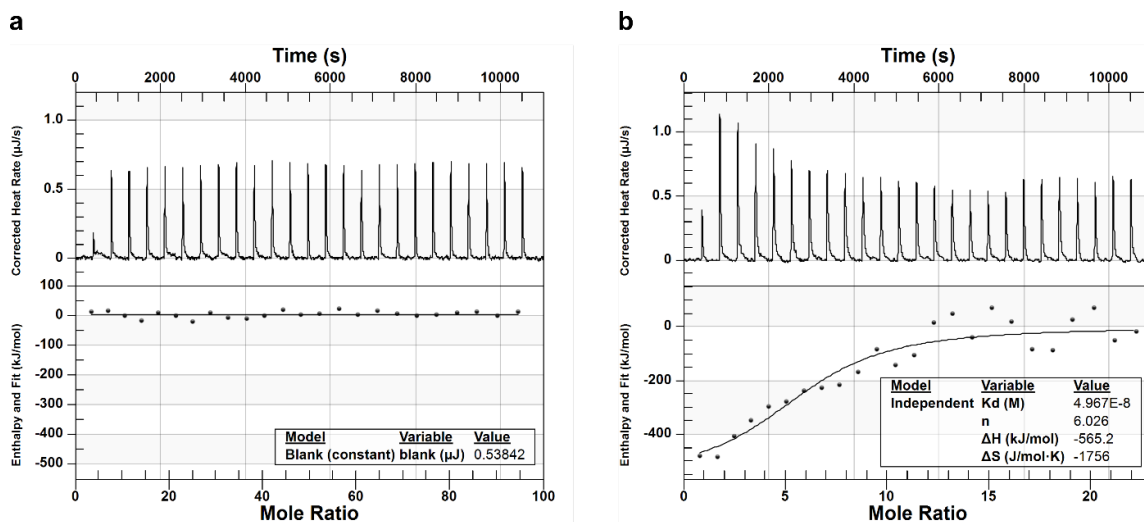 a
Time (s)
0 2000 4000 6000 8000 10000
Corrected Heat Rate (µJ/s)
1.0
0.5
0
Enthalpy and Fit (kJ/mol)
100
0
-100
-200
-300
-400
-500
Model Variable Value
Blank (constant) blank (µJ) 0.53842
0 20 40 60 80 100
Mole Ratio
b
Time (s)
0 2000 4000 6000 8000 10000
Corrected Heat Rate (µJ/s)
1.0
0.5
0
Enthalpy and Fit (kJ/mol)
0
-200
-400
Model Variable Value
Independent Kd (M) 4.967E-8
n 6.026
ΔH (kJ/mol) -565.2
ΔS (J/mol·K) -1756
0 5 10 15 20
Mole Ratio